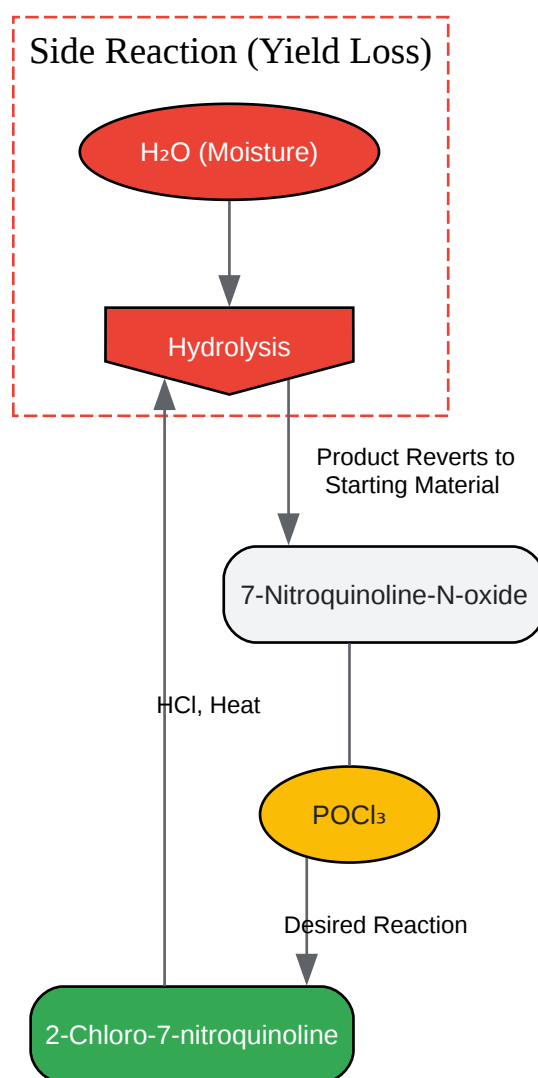 Side Reaction (Yield Loss)
H₂O (Moisture)
Hydrolysis
Product Reverts to
Starting Material
7-Nitroquinoline-N-oxide
HCl, Heat
POCl₃
Desired Reaction
2-Chloro-7-nitroquinoline